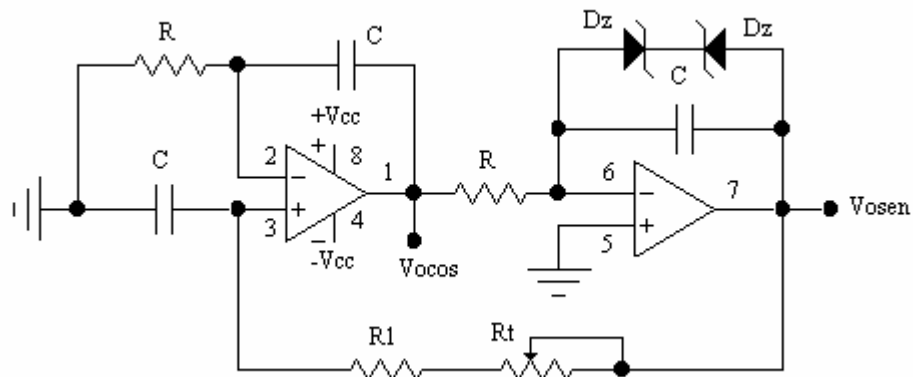 Dz
Dz
R
C
C
+Vcc
+
C
2
8
1
R
6
−
−
7
Vosen
+
3
4
+
5
−
-Vcc
Vocos
R1
Rt